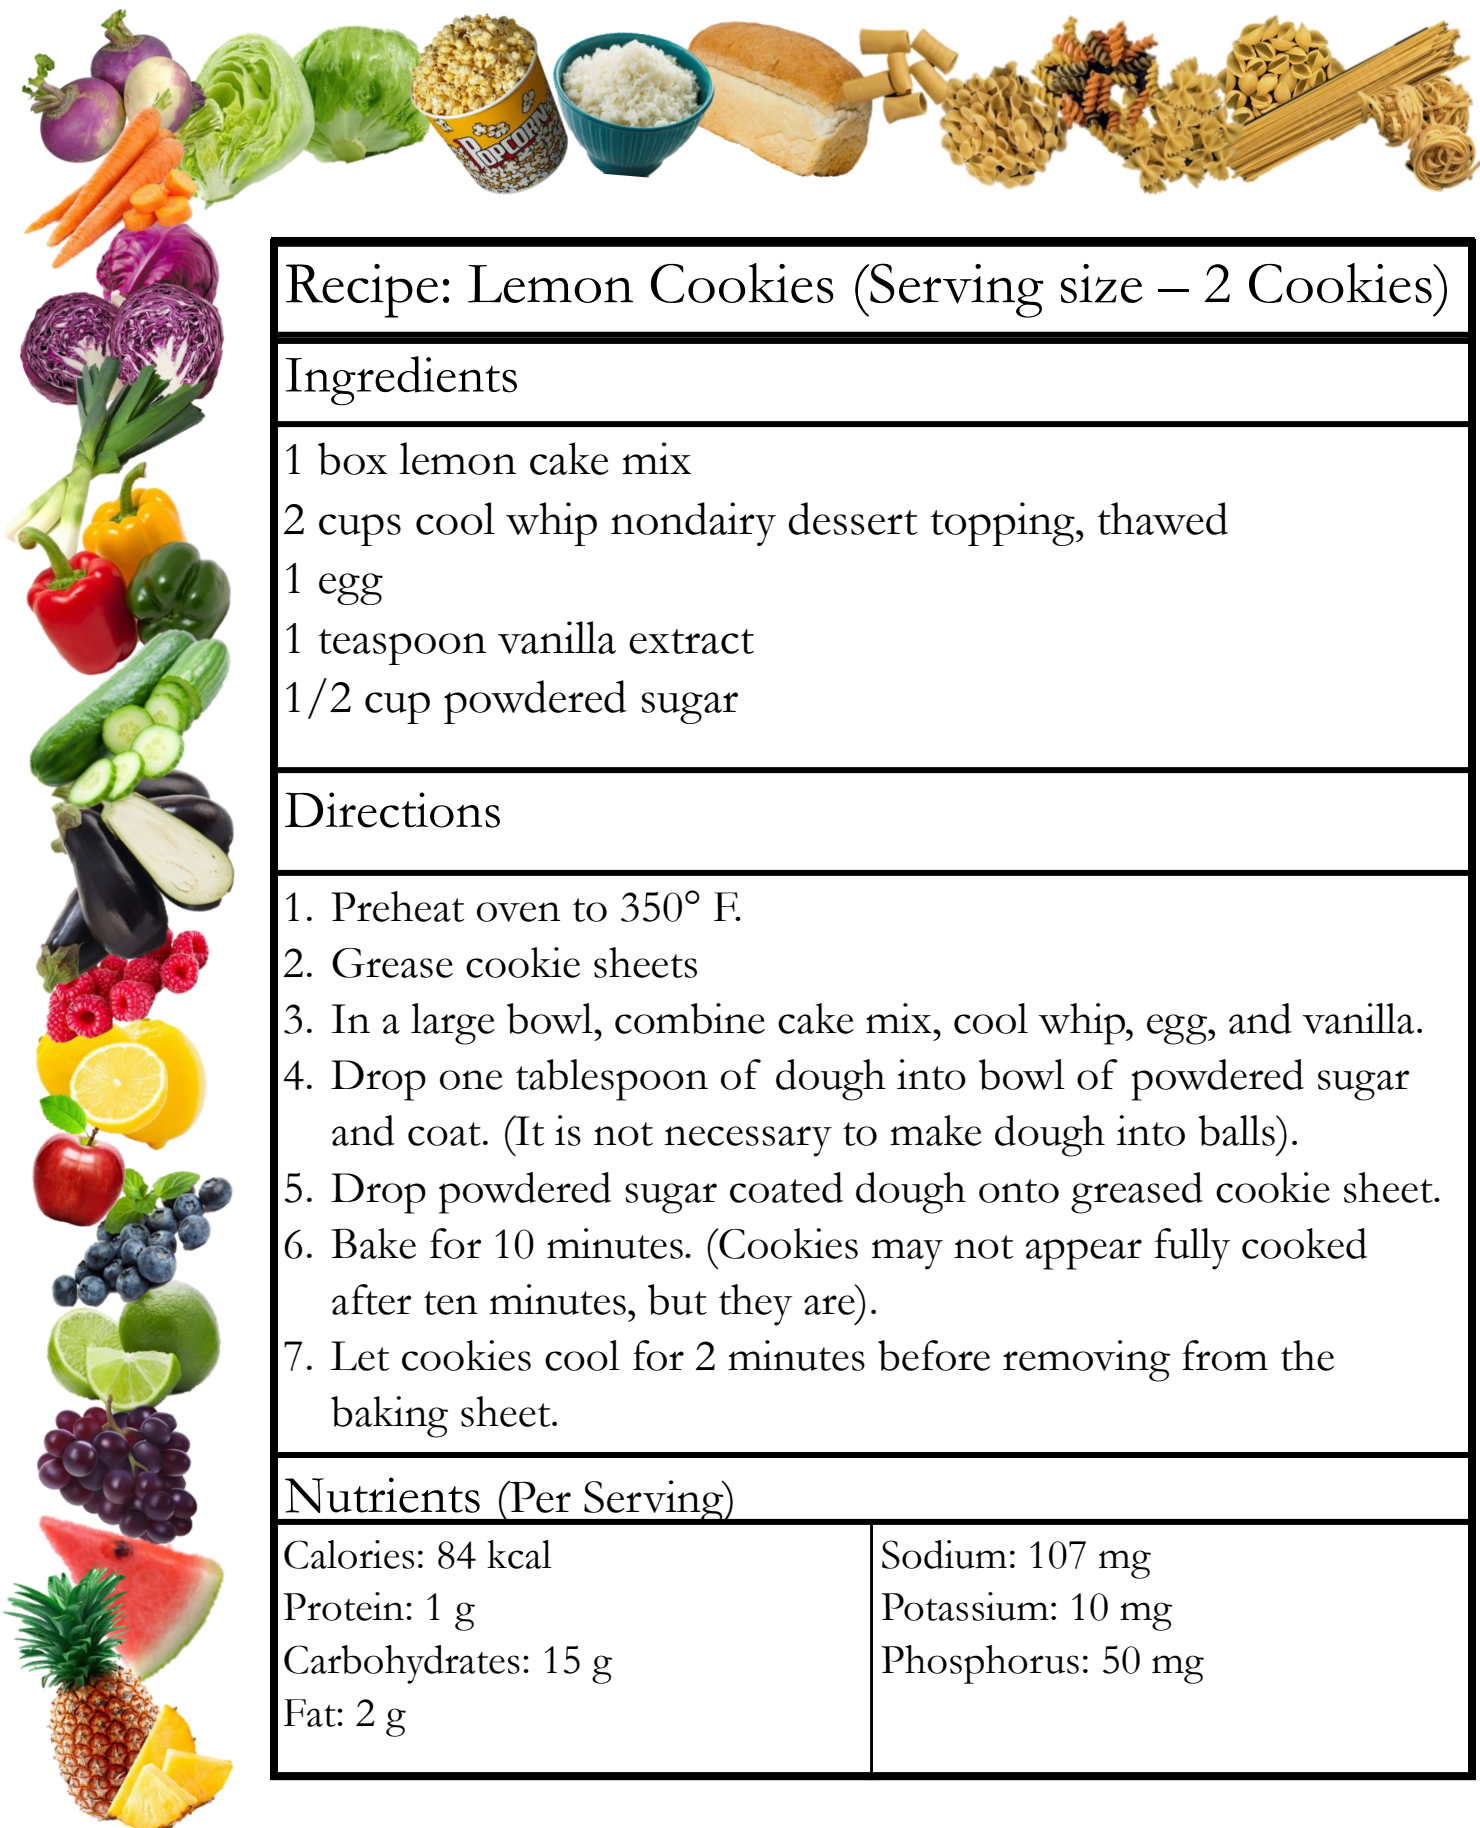 POPCORN
Recipe: Lemon Cookies (Serving size – 2 Cookies)
Ingredients
1 box lemon cake mix
2 cups cool whip nondairy dessert topping, thawed
1 egg
1 teaspoon vanilla extract
1/2 cup powdered sugar
Directions
1. Preheat oven to 350° F.
2. Grease cookie sheets
3. In a large bowl, combine cake mix, cool whip, egg, and vanilla.
4. Drop one tablespoon of dough into bowl of powdered sugar
and coat. (It is not necessary to make dough into balls).
5. Drop powdered sugar coated dough onto greased cookie sheet.
6. Bake for 10 minutes. (Cookies may not appear fully cooked
after ten minutes, but they are).
7. Let cookies cool for 2 minutes before removing from the
baking sheet.
Nutrients (Per Serving)
Calories: 84 kcal
Protein: 1 g
Carbohydrates: 15 g
Fat: 2 g
Sodium: 107 mg
Potassium: 10 mg
Phosphorus: 50 mg